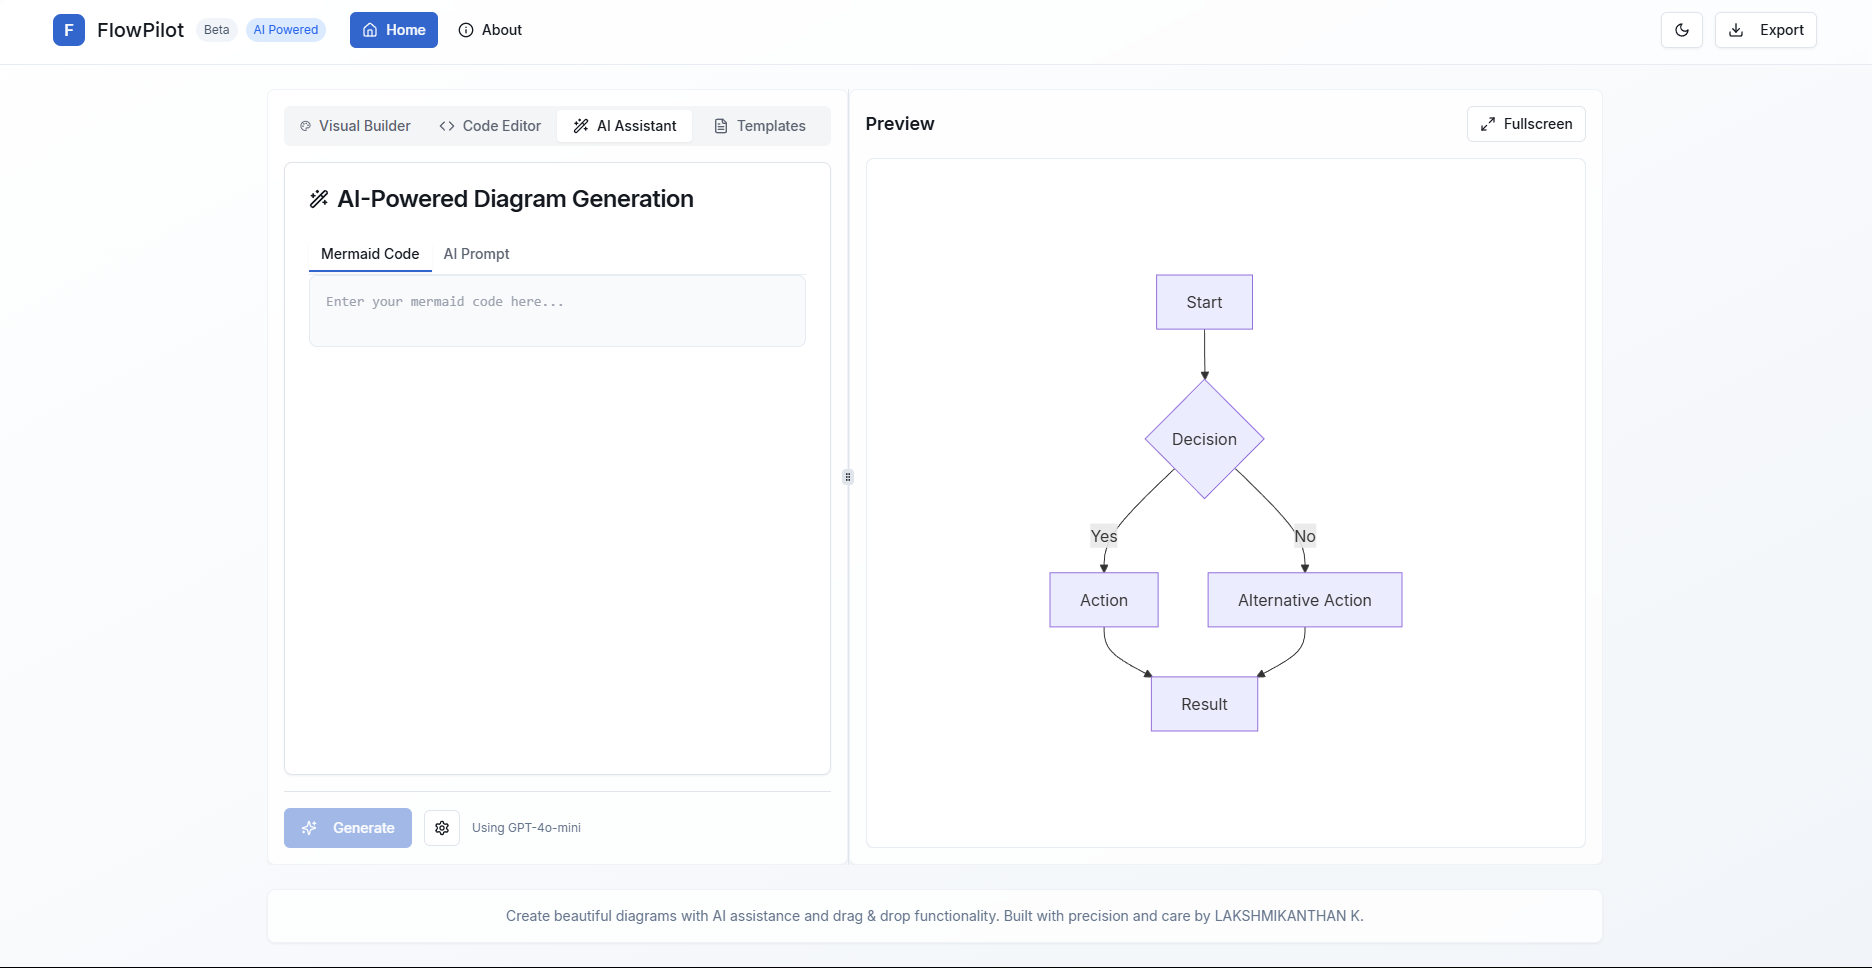 F FlowPilot Beta AI Powered Home About Export
Visual Builder Code Editor AI Assistant Templates
AI-Powered Diagram Generation
Mermaid Code AI Prompt
Enter your mermaid code here...
Generate Using GPT-4o-mini
Preview Fullscreen
Start
Decision
Yes No
Action Alternative Action
Result
Create beautiful diagrams with AI assistance and drag & drop functionality. Built with precision and care by LAKSHMIKANTHAN K.